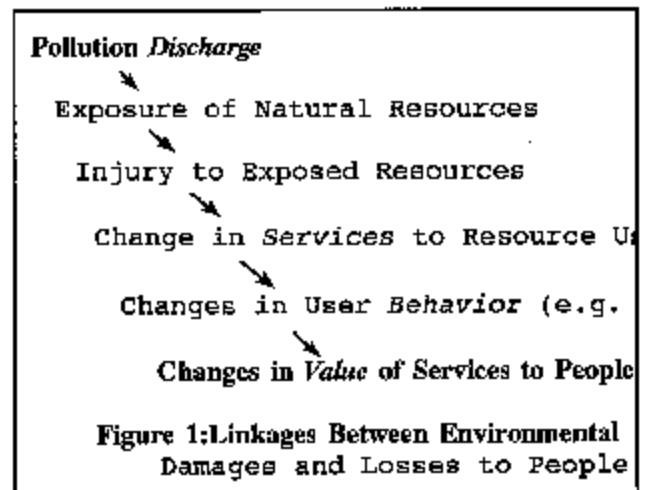 Pollution Discharge
Exposure of Natural Resources
Injury to Exposed Resources
Change in Services to Resource
Changes in User Behavior (e.g.
Changes in Value of Services to People
Figure 1:Linkages Between Environmental
Damages and Losses to People